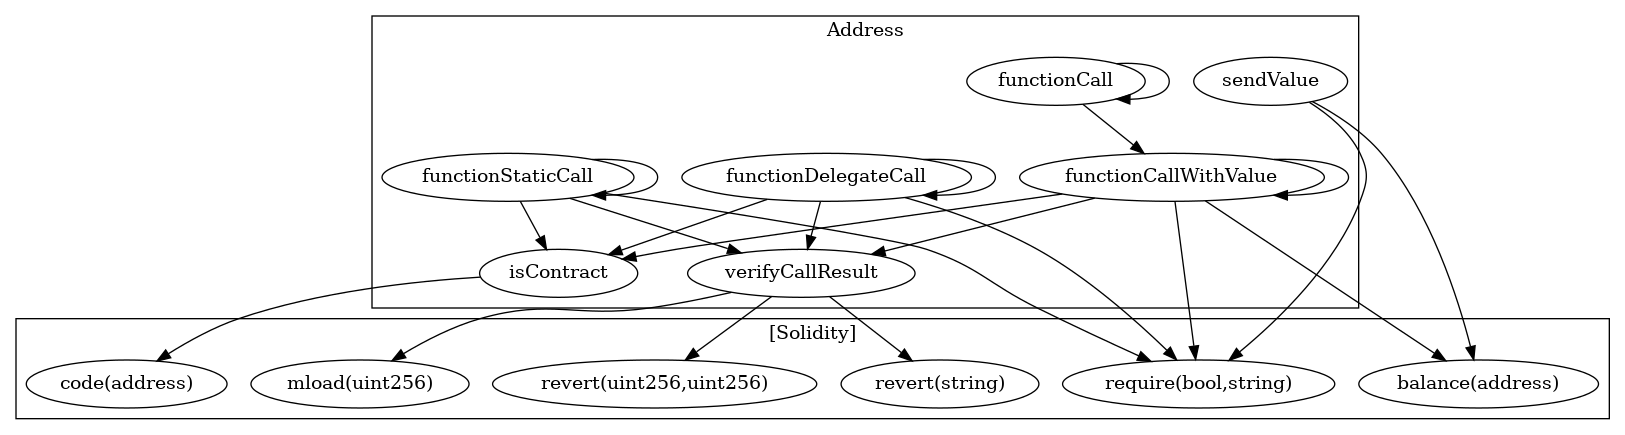 Address
functionCall
sendValue
functionStaticCall
functionDelegateCall
functionCallWithValue
isContract
verifyCallResult
[Solidity]
code(address)
mload(uint256)
revert(uint256,uint256)
revert(string)
require(bool,string)
balance(address)